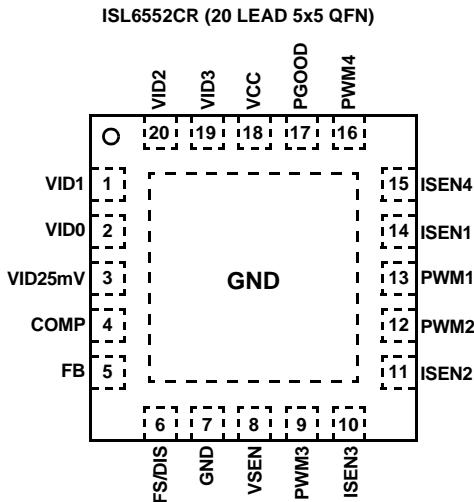 ISL6552CR (20 LEAD 5x5 QFN)
VID2 VID3 VCC PGOOD PWM4
20 19 18 17 16
VID1 1 15 ISEN4
VID0 2 14 ISEN1
VID25mV 3 GND 13 PWM1
COMP 4 12 PWM2
FB 5 11 ISEN2
6 7 8 9 10
FS/DIS GND VSEN PWM3 ISEN3